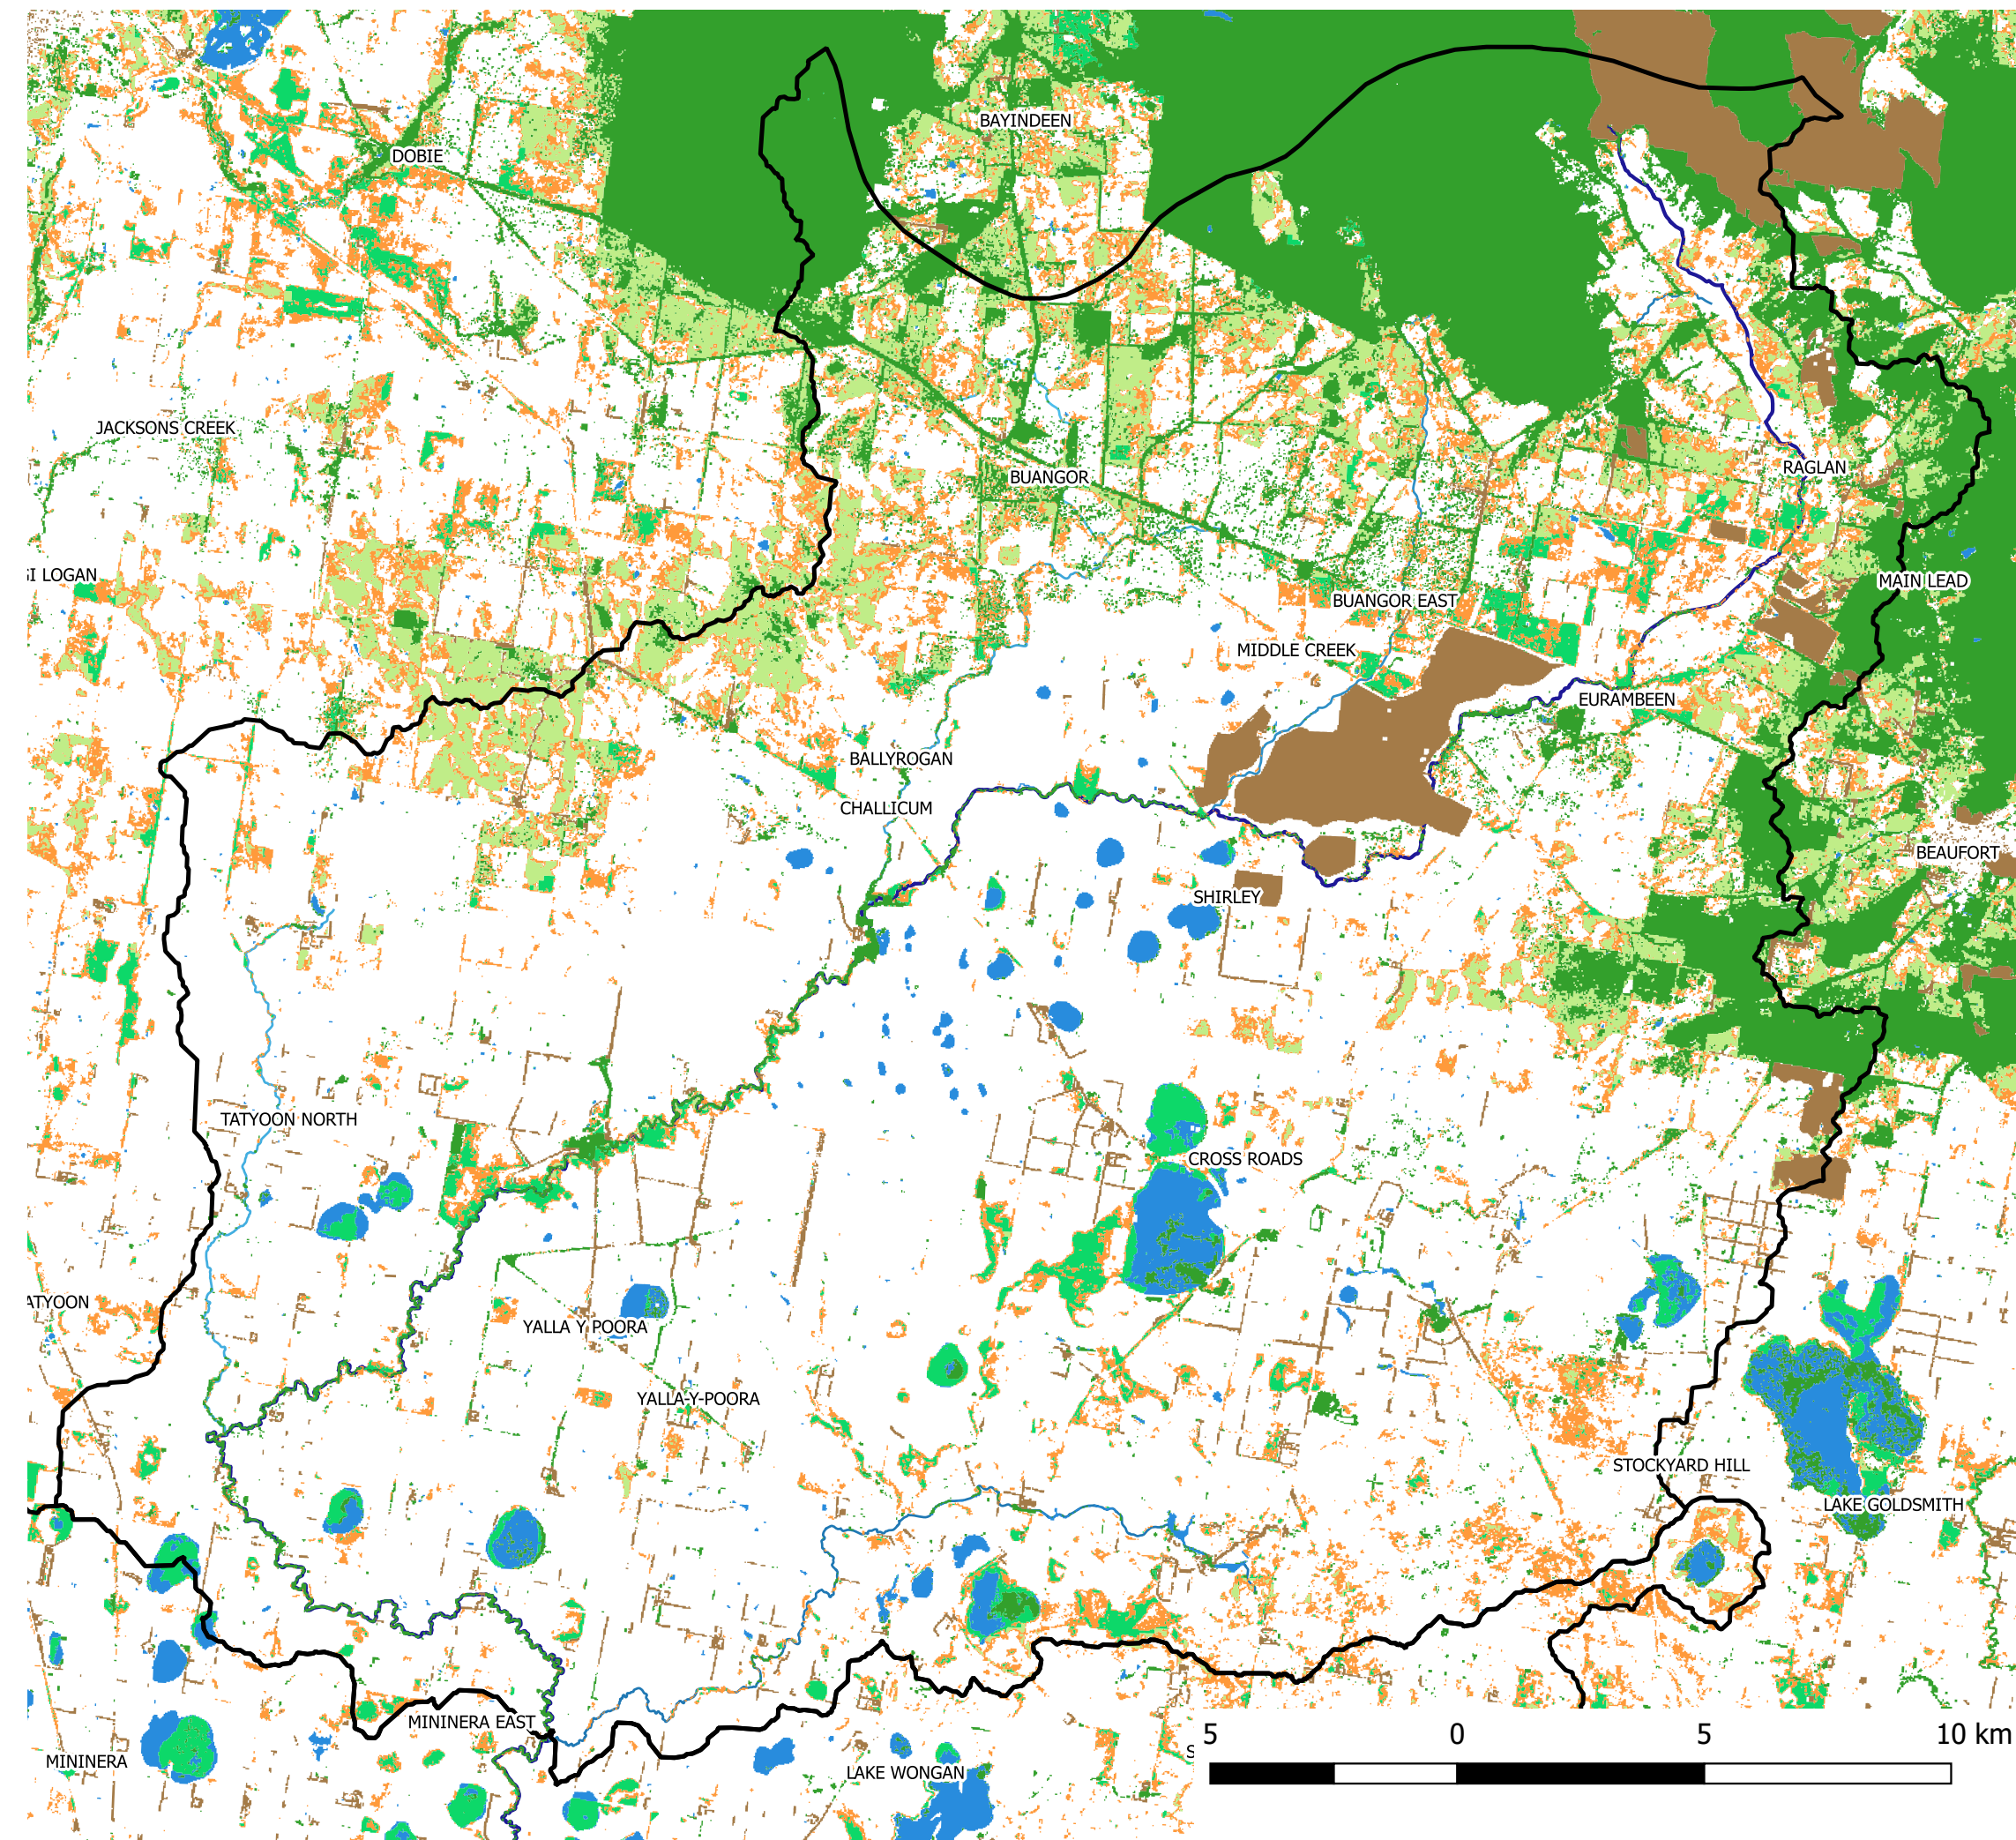 BAYINDEEN
DOBIE
JACKSONS CREEK
BUANGOR
RAGLAN
GI LOGAN
MAIN LEAD
BUANGOR EAST
MIDDLE CREEK
EURAMBEEN
BALLYROGAN
CHALLICUM
BEAUFORT
SHIRLEY
TATYOON NORTH
CROSS ROADS
ATYOON
YALLA Y POORA
YALLA-Y-POORA
STOCKYARD HILL
LAKE GOLDSMITH
MININERA EAST
MININERA
LAKE WONGAN
S
5 0 5 10 km